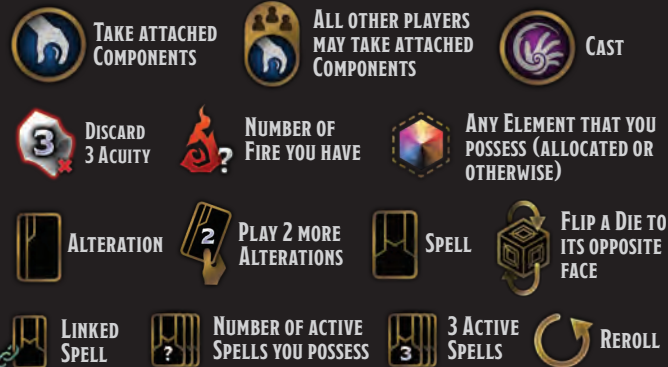 TAKE ATTACHED
COMPONENTS
ALL OTHER PLAYERS
MAY TAKE ATTACHED
COMPONENTS
CAST
3
DISCARD
3 ACUITY
?
NUMBER OF
FIRE YOU HAVE
ANY ELEMENT THAT YOU
POSSESS (ALLOCATED OR
OTHERWISE)
ALTERATION
2
PLAY 2 MORE
ALTERATIONS
SPELL
FLIP A DIE TO
ITS OPPOSITE
FACE
LINKED
SPELL
?
NUMBER OF ACTIVE
SPELLS YOU POSSESS
3
3 ACTIVE
SPELLS
REROLL